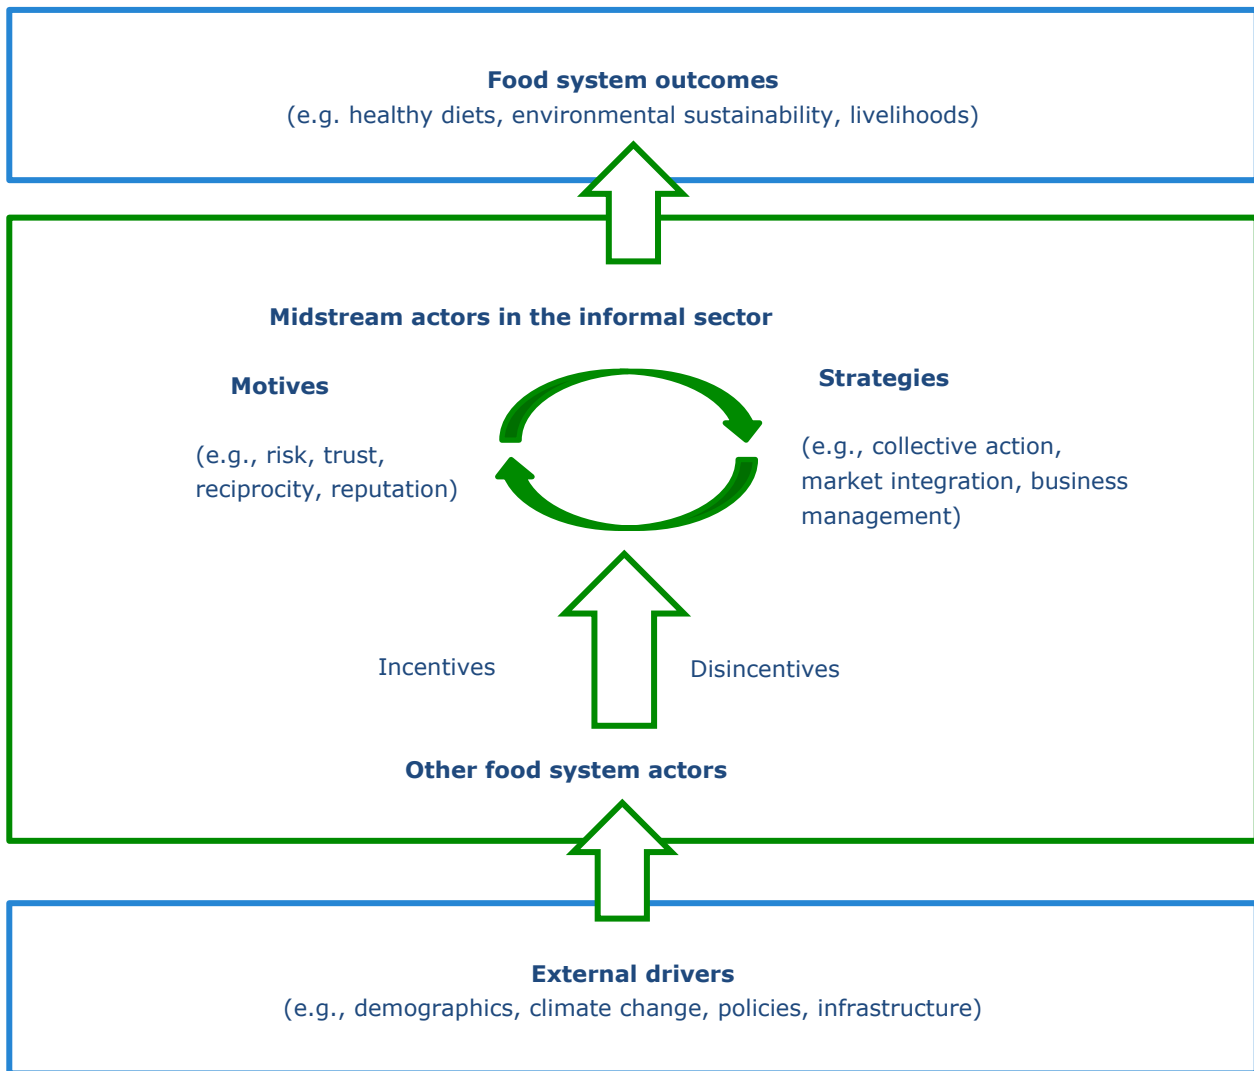 Food system outcomes
(e.g. healthy diets, environmental sustainability, livelihoods)
Midstream actors in the informal sector
Motives
(e.g., risk, trust,
reciprocity, reputation)
Strategies
(e.g., collective action,
market integration, business
management)
Incentives
Disincentives
Other food system actors
External drivers
(e.g., demographics, climate change, policies, infrastructure)